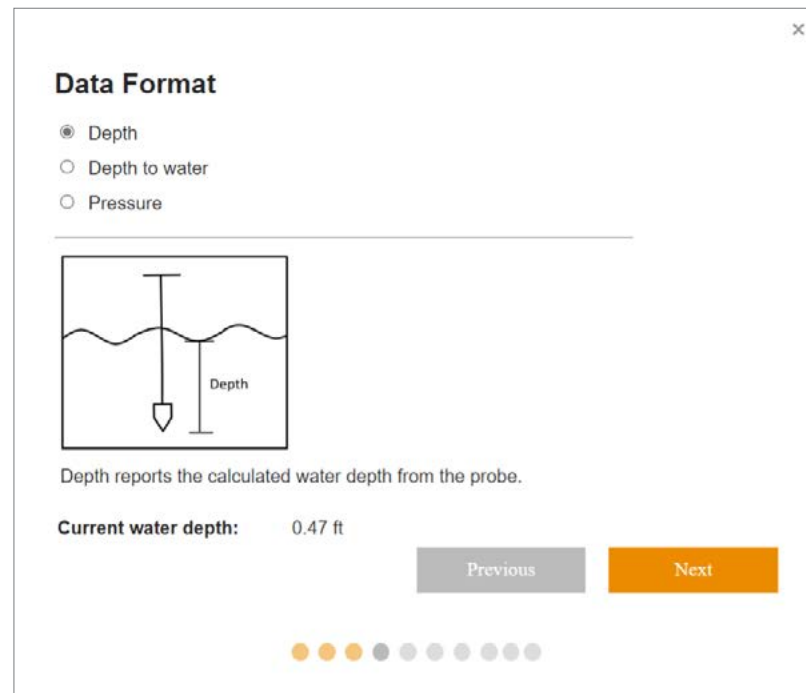 ×
Data Format
Depth
Depth to water
Pressure
Depth
Depth reports the calculated water depth from the probe.
Current water depth: 0.47 ft
Previous Next